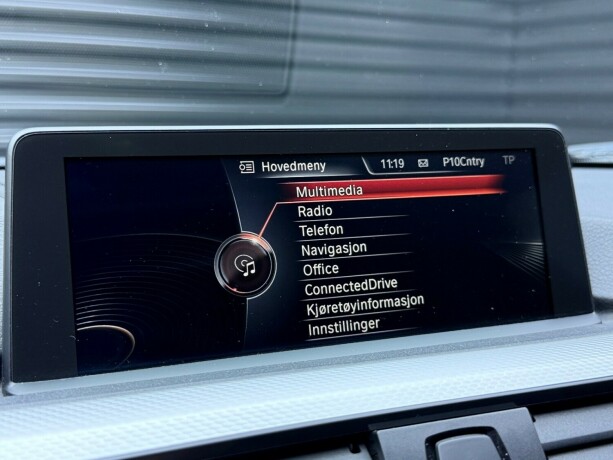 Hovedmeny 11:19 P10Cntry TP
Multimedia
Radio
Telefon
Navigasjon
Office
ConnectedDrive
Kjøretøyinformasjon
Innstillinger